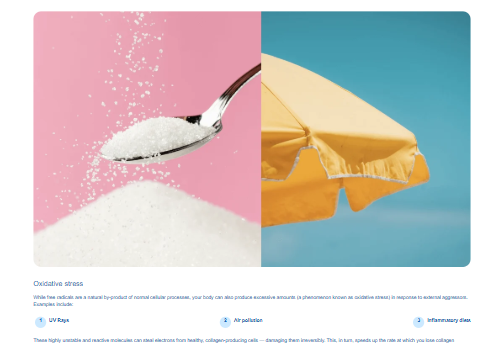 Oxidative stress
While free radicals are a natural by-product of normal cellular processes, your body can also produce excessive amounts (a phenomenon known as oxidative stress) in response to external aggressors.
Examples include:
1 UV Rays 2 Air pollution 3 Inflammatory diets
These highly unstable and reactive molecules can steal electrons from healthy, collagen-producing cells — damaging them irreversibly. This, in turn, speeds up the rate at which you lose collagen